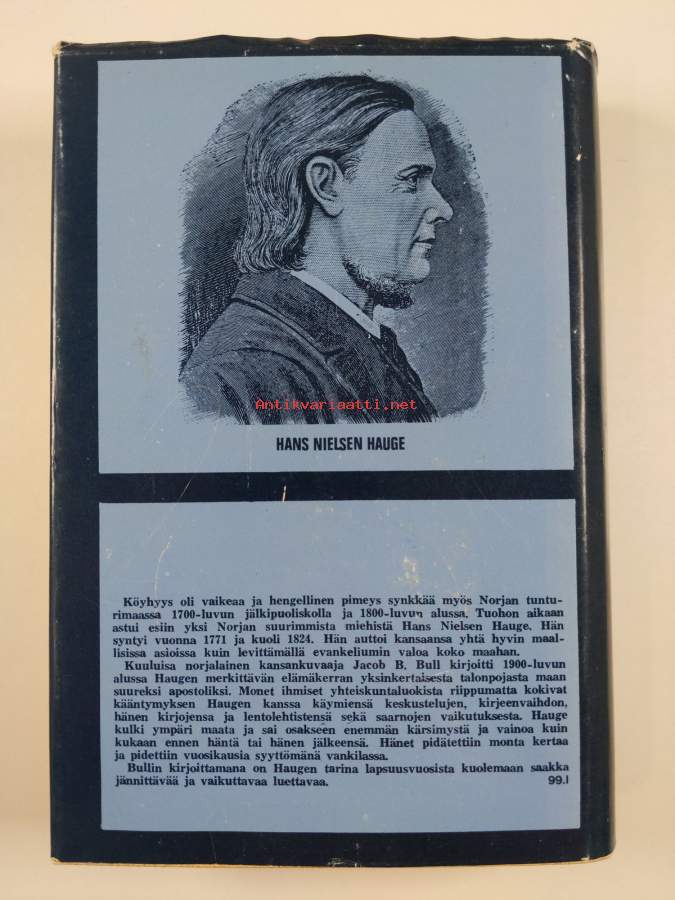 Antikvariaatti.net
HANS NIELSEN HAUGE
Köyhyys oli vaikeaa ja hengellinen pimeys synkkää myös Norjan tuntu-
rimaassa 1700-luvun jälkipuoliskolla ja 1800-luvun alussa. Tuohon aikaan
astui esiin yksi Norjan suurimmista miehistä Hans Nielsen Hauge. Hän
syntyi vuonna 1771 ja kuoli 1824. Hän auttoi kansaansa yhtä hyvin maal-
lisissa asioissa kuin levittämällä evankeliumin valoa koko maahan.
Kuuluisa norjalainen kansankuvaaja Jacob B. Bull kirjoitti 1900-luvun
alussa Haugen merkittävän elämäkerran yksinkertaisesta talonpojasta maan
suureksi apostoliksi. Monet ihmiset yhteiskuntaluokista riippumatta kokivat
kääntymyksen Haugen kanssa käymiensä keskustelujen, kirjeenvaihdon,
hänen kirjojensa ja lentolehtistensä sekä saarnojen vaikutuksesta. Hauge
kulki ympäri maata ja sai osakseen enemmän kärsimystä ja vainoa kuin
kukaan ennen häntä tai hänen jälkeensä. Hänet pidätettiin monta kertaa
ja pidettiin vuosikausia syyttömänä vankilassa.
Bullin kirjoittamana on Haugen tarina lapsuusvuosista kuolemaan saakka
jännittävää ja vaikuttavaa luettavaa.
99.1